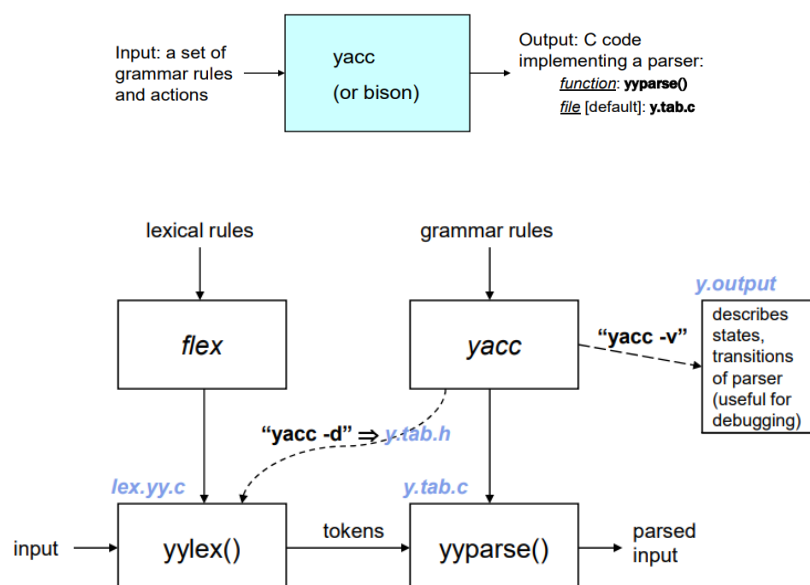 Input: a set of
grammar rules
and actions
yacc
(or bison)
Output: C code
implementing a parser:
function: yyparse()
file [default]: y.tab.c
lexical rules
grammar rules
y.output
flex
yacc
“yacc -v”
describes
states,
transitions
of parser
(useful for
debugging)
“yacc -d” ⇒ y.tab.h
lex.yy.c
y.tab.c
input
yylex()
tokens
yyparse()
parsed
input